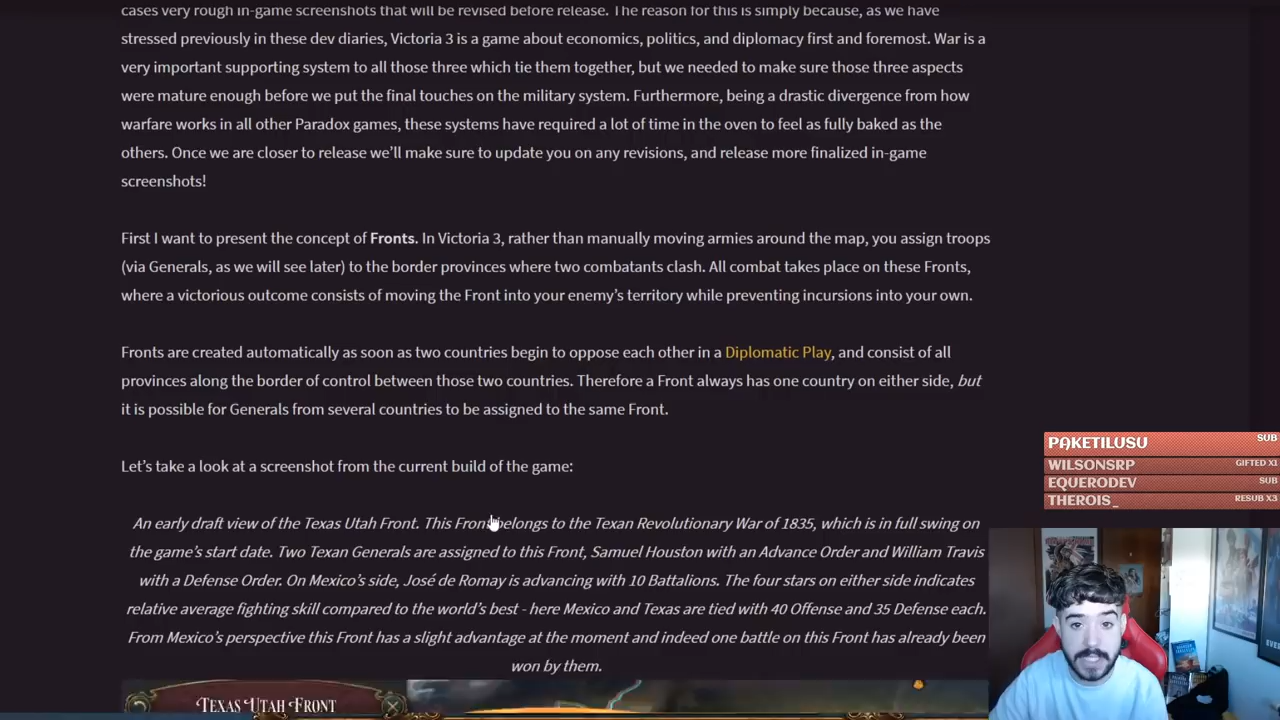 cases very rough in-game screenshots that will be revised before release. The reason for this is simply because, as we have
stressed previously in these dev diaries, Victoria 3 is a game about economics, politics, and diplomacy first and foremost. War is a
very important supporting system to all those three which tie them together, but we needed to make sure those three aspects
were mature enough before we put the final touches on the military system. Furthermore, being a drastic divergence from how
warfare works in all other Paradox games, these systems have required a lot of time in the oven to feel as fully baked as the
others. Once we are closer to release we’ll make sure to update you on any revisions, and release more finalized in-game
screenshots!
First I want to present the concept of Fronts. In Victoria 3, rather than manually moving armies around the map, you assign troops
(via Generals, as we will see later) to the border provinces where two combatants clash. All combat takes place on these Fronts,
where a victorious outcome consists of moving the Front into your enemy’s territory while preventing incursions into your own.
Fronts are created automatically as soon as two countries begin to oppose each other in a Diplomatic Play, and consist of all
provinces along the border of control between those two countries. Therefore a Front always has one country on either side, but
it is possible for Generals from several countries to be assigned to the same Front.
Let’s take a look at a screenshot from the current build of the game:
An early draft view of the Texas Utah Front. This Front belongs to the Texan Revolutionary War of 1835, which is in full swing on
the game’s start date. Two Texan Generals are assigned to this Front, Samuel Houston with an Advance Order and William Travis
with a Defense Order. On Mexico’s side, José de Romay is advancing with 10 Battalions. The four stars on either side indicates
relative average fighting skill compared to the world’s best - here Mexico and Texas are tied with 40 Offense and 35 Defense each.
From Mexico’s perspective this Front has a slight advantage at the moment and indeed one battle on this Front has already been
won by them.
TEXAS UTAH FRONT
PAKETILUSU SUB
WILSONSRP GIFTED X1
EQUERODEV SUB
THEROIS_ RESUB X3